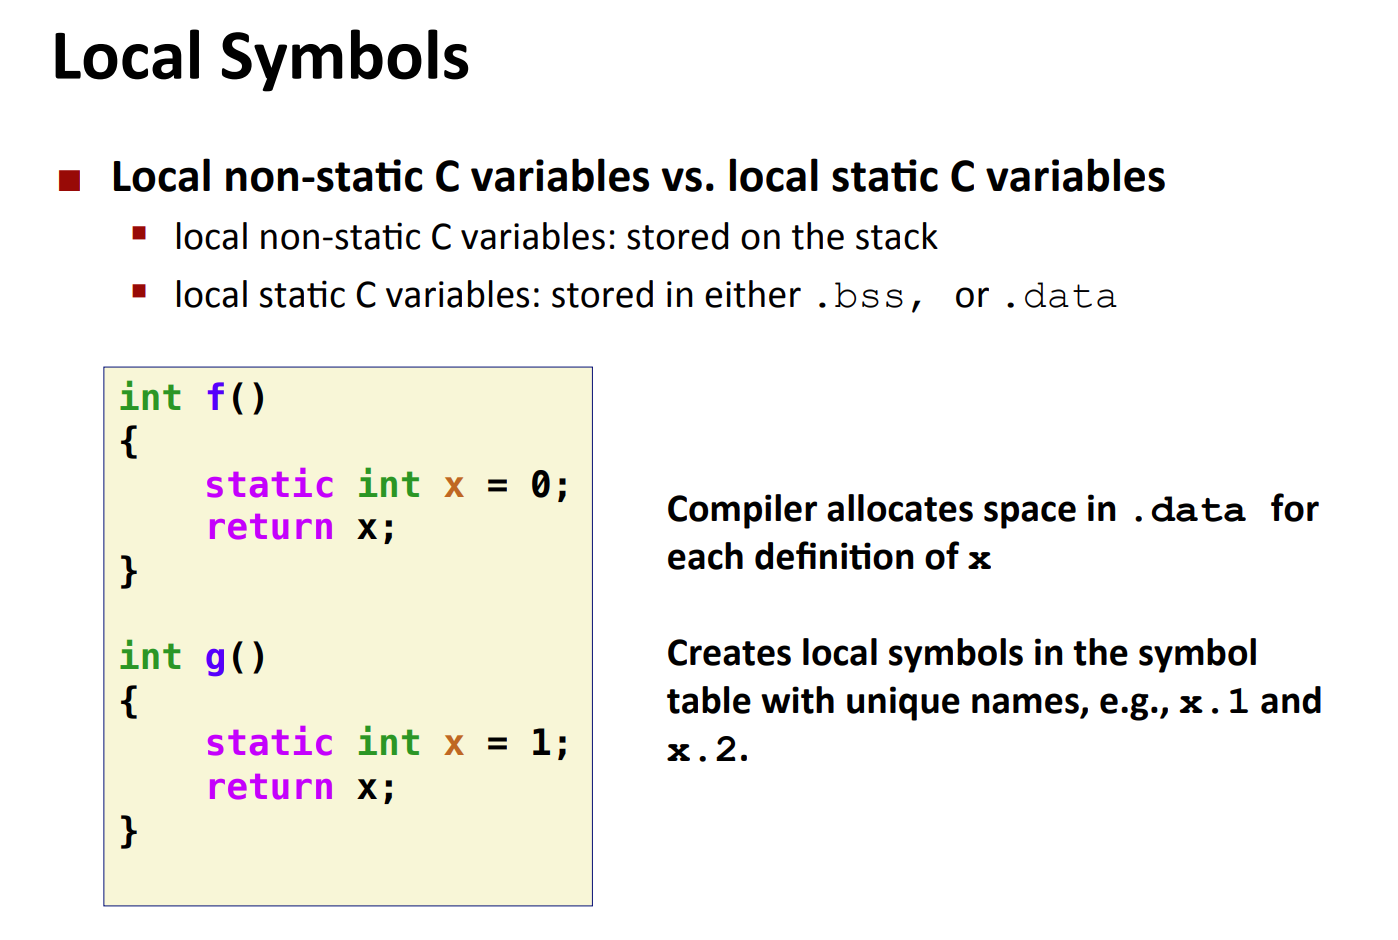 Local Symbols
Local non-static C variables vs. local static C variables
local non-static C variables: stored on the stack
local static C variables: stored in either .bss, or .data
int f()
{
    static int x = 0;
    return x;
}
int g()
{
    static int x = 1;
    return x;
}
Compiler allocates space in .data for
each definition of x
Creates local symbols in the symbol
table with unique names, e.g., x.1 and
x.2.